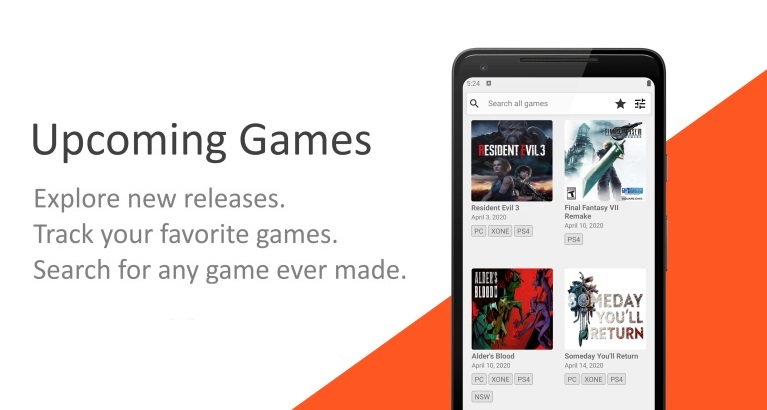 Upcoming Games
Explore new releases.
Track your favorite games.
Search for any game ever made.
5:24
Search all games
RESIDENT EVIL 3
Resident Evil 3
April 3, 2020
PC XONE PS4
FINAL FANTASY VII
Final Fantasy VII
Remake
April 10, 2020
PS4
ALDER'S
BLOOD
Alder's Blood
April 10, 2020
PC XONE PS4
NSW
SOMEDAY
YOU'LL
RETURN
Someday You'll Return
April 14, 2020
PC XONE PS4